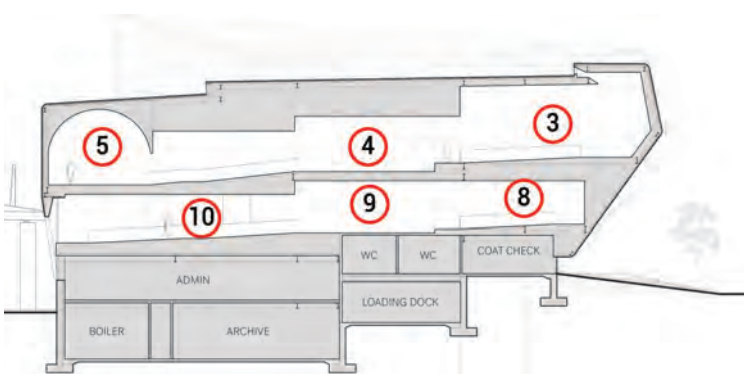 3
5
4
8
9
10
WC
WC
COAT CHECK
ADMIN
LOADING DOCK
BOILER
ARCHIVE